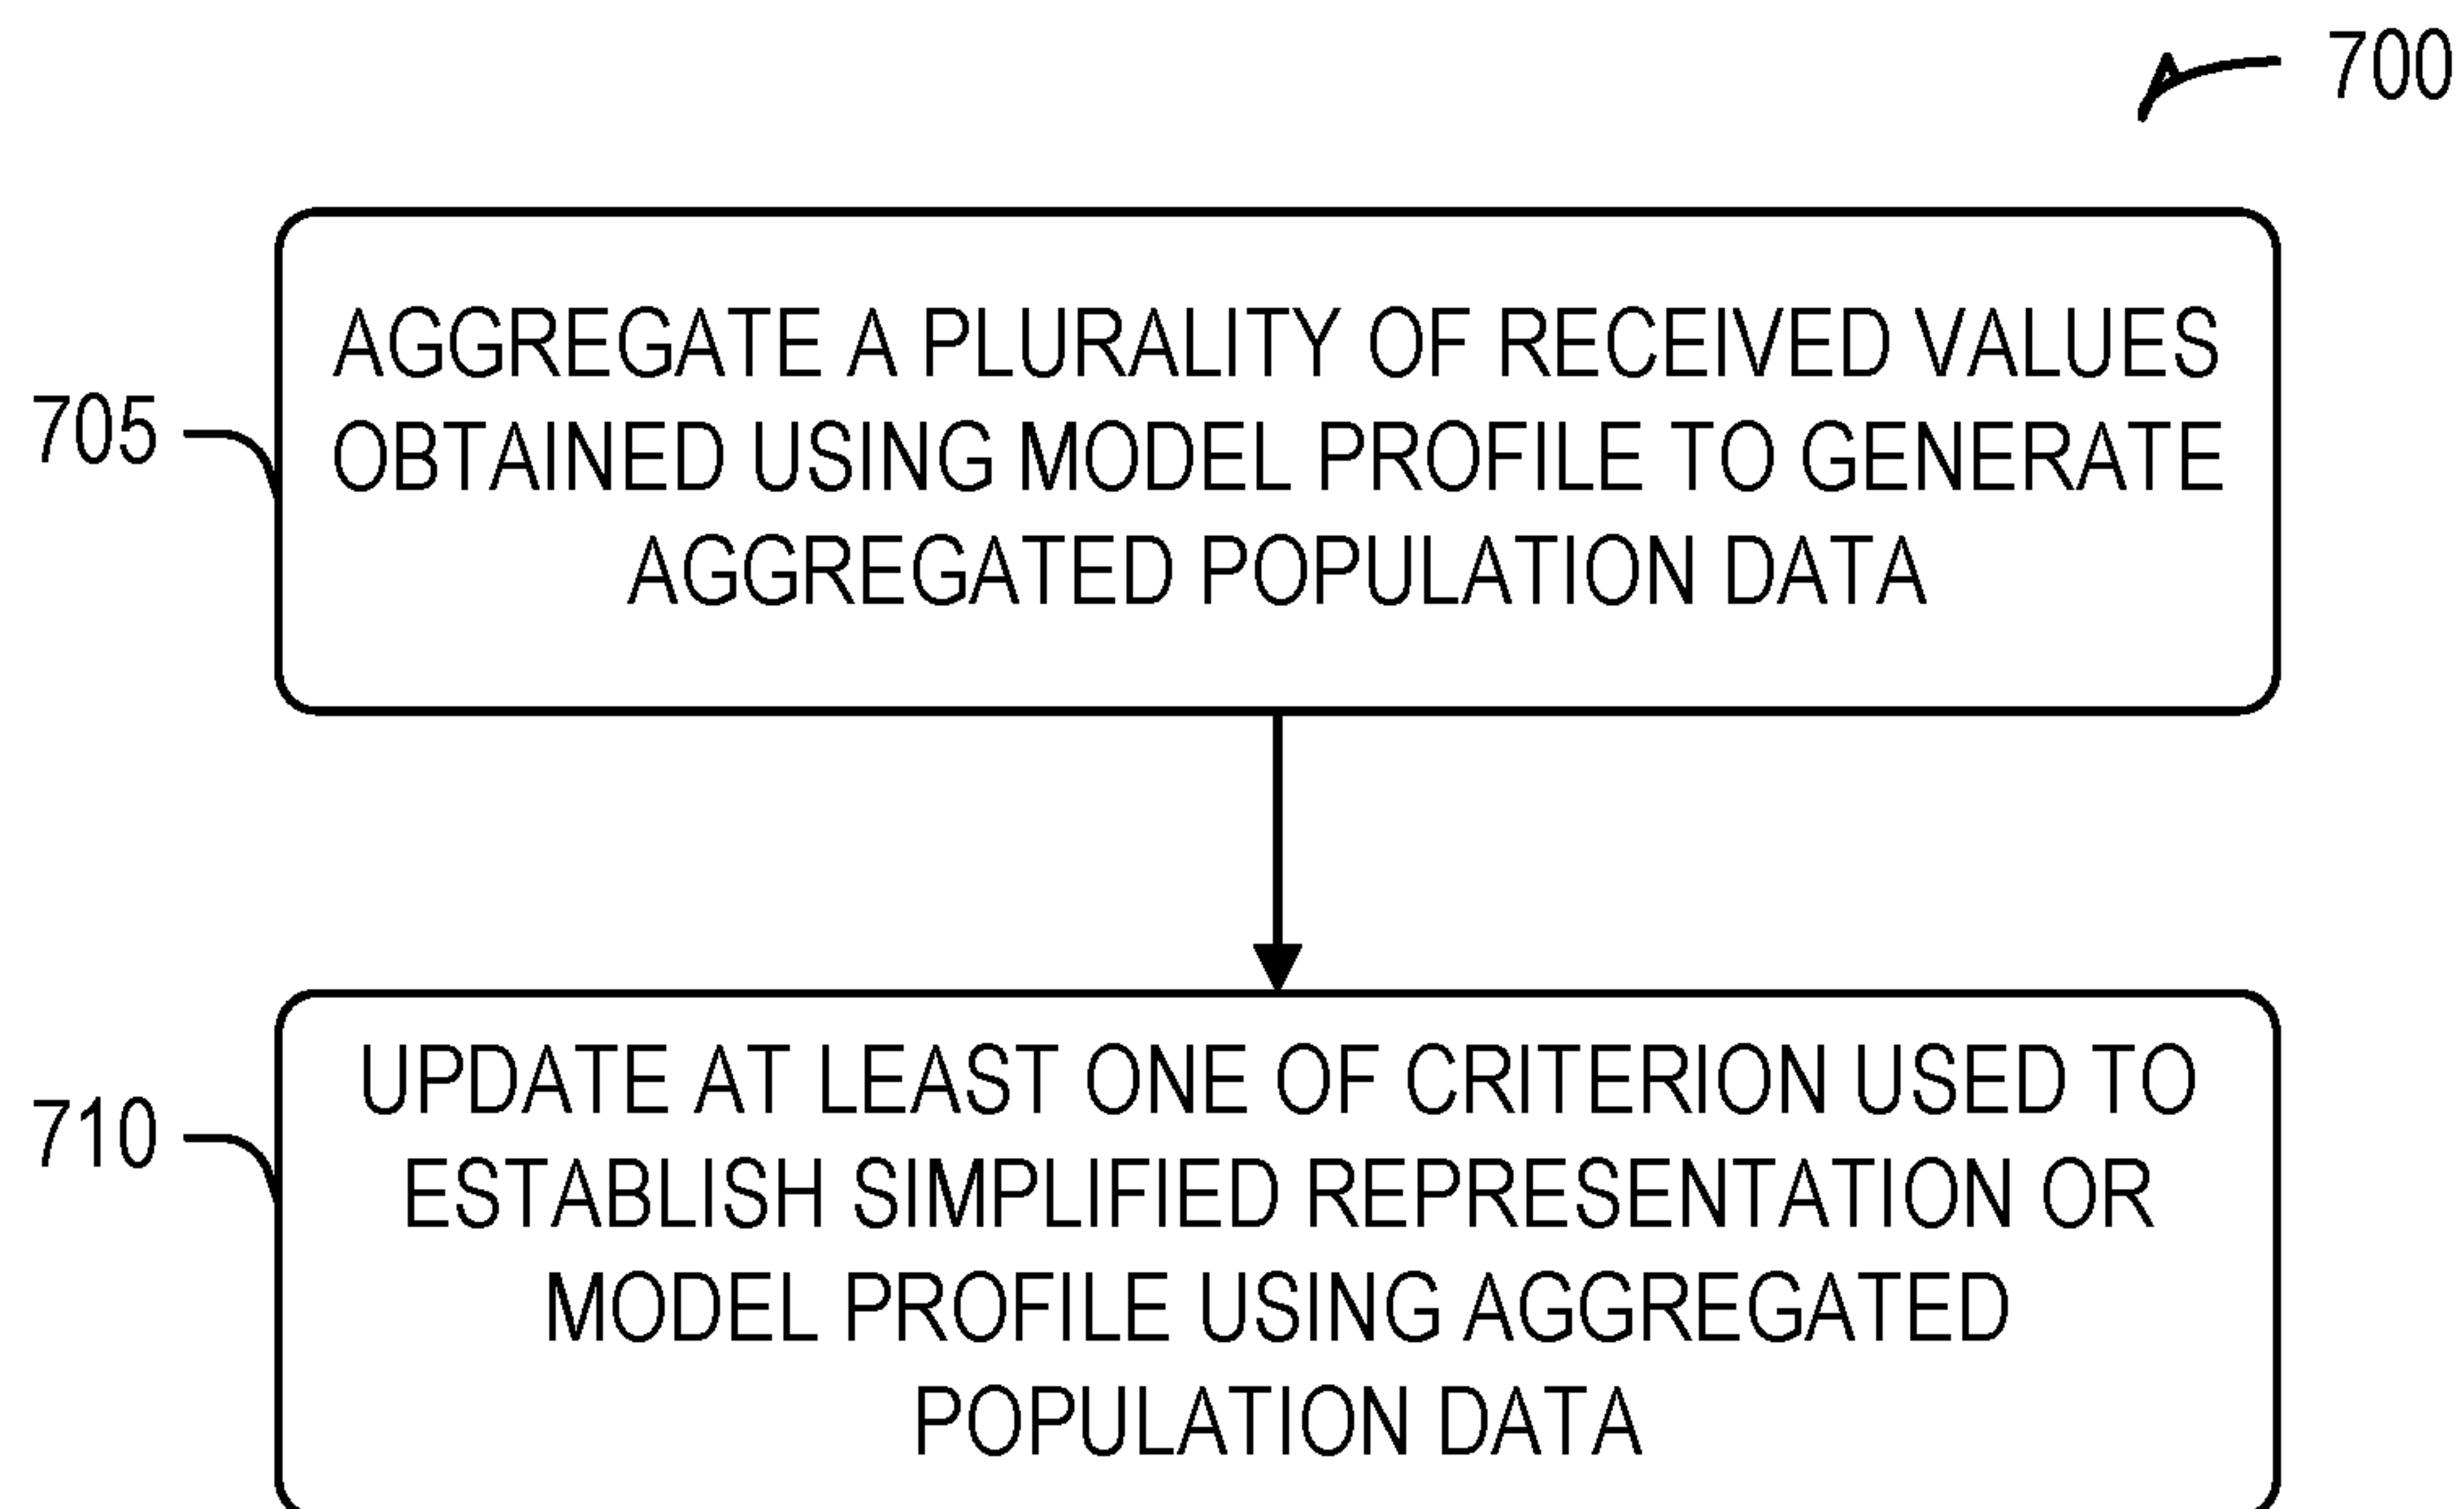 700
705
AGGREGATE A PLURALITY OF RECEIVED VALUES
OBTAINED USING MODEL PROFILE TO GENERATE
AGGREGATED POPULATION DATA
710
UPDATE AT LEAST ONE OF CRITERION USED TO
ESTABLISH SIMPLIFIED REPRESENTATION OR
MODEL PROFILE USING AGGREGATED
POPULATION DATA